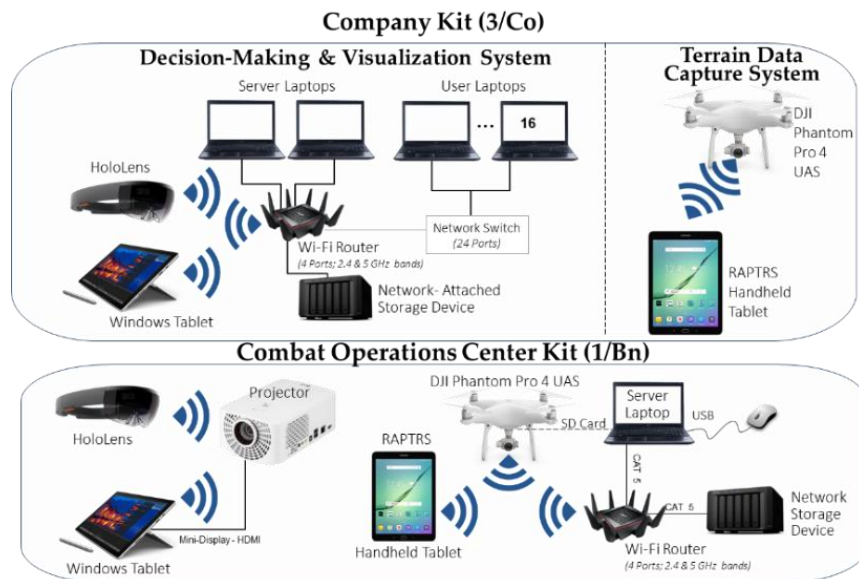 Company Kit (3/Co)
Decision-Making & Visualization System
Server Laptops
User Laptops
... 16
HoloLens
Network Switch
(24 Ports)
Wi-Fi Router
(4 Ports; 2.4 & 5 GHz bands)
Windows Tablet
Network- Attached
Storage Device
Terrain Data
Capture System
DJI
Phantom
Pro 4
UAS
RAPTRS
Handheld
Tablet
Combat Operations Center Kit (1/Bn)
HoloLens
Projector
Mini-Display - HDMI
Windows Tablet
DJI Phantom Pro 4 UAS
RAPTRS
Handheld Tablet
SD Card
Server
Laptop
USB
CAT 5
CAT 5
Network
Storage
Device
Wi-Fi Router
(4 Ports; 2.4 & 5 GHz bands)